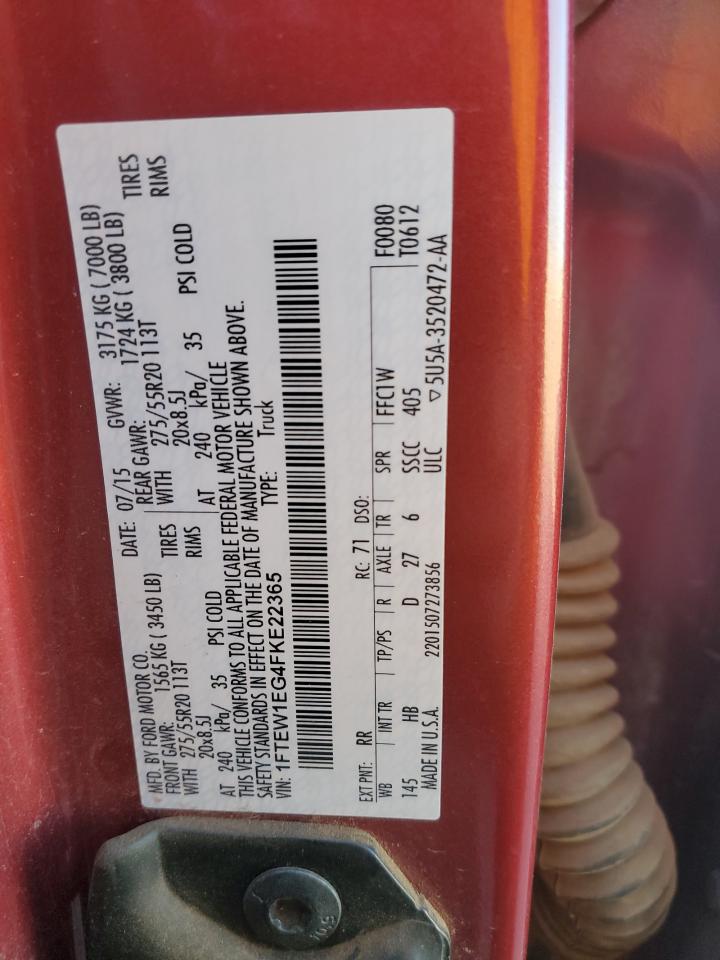 MFD. BY FORD MOTOR CO.
DATE: 07/15 GVWR: 3175 KG ( 7000 LB)
FRONT GAWR: 1565 KG ( 3450 LB)
REAR GAWR: 1724 KG ( 3800 LB)
WITH 275/55R20 113T TIRES
WITH 275/55R20 113T TIRES
20x8.5J RIMS
20x8.5J RIMS
AT 240 kPa/ 35 PSI COLD
AT 240 kPa/ 35 PSI COLD
THIS VEHICLE CONFORMS TO ALL APPLICABLE FEDERAL MOTOR VEHICLE
SAFETY STANDARDS IN EFFECT ON THE DATE OF MANUFACTURE SHOWN ABOVE.
VIN: 1FTEW1EG4FKE22365 TYPE: Truck
EXT PNT: RR RC: 71 DSO: F0080
WB INT TR TP/PS R AXLE TR SPR FFC1W T0612
145 HB D 27 6 SSCC 405
MADE IN U.S.A. 2201507273856 ULC ▽5U5A-3520472-AA
10.9